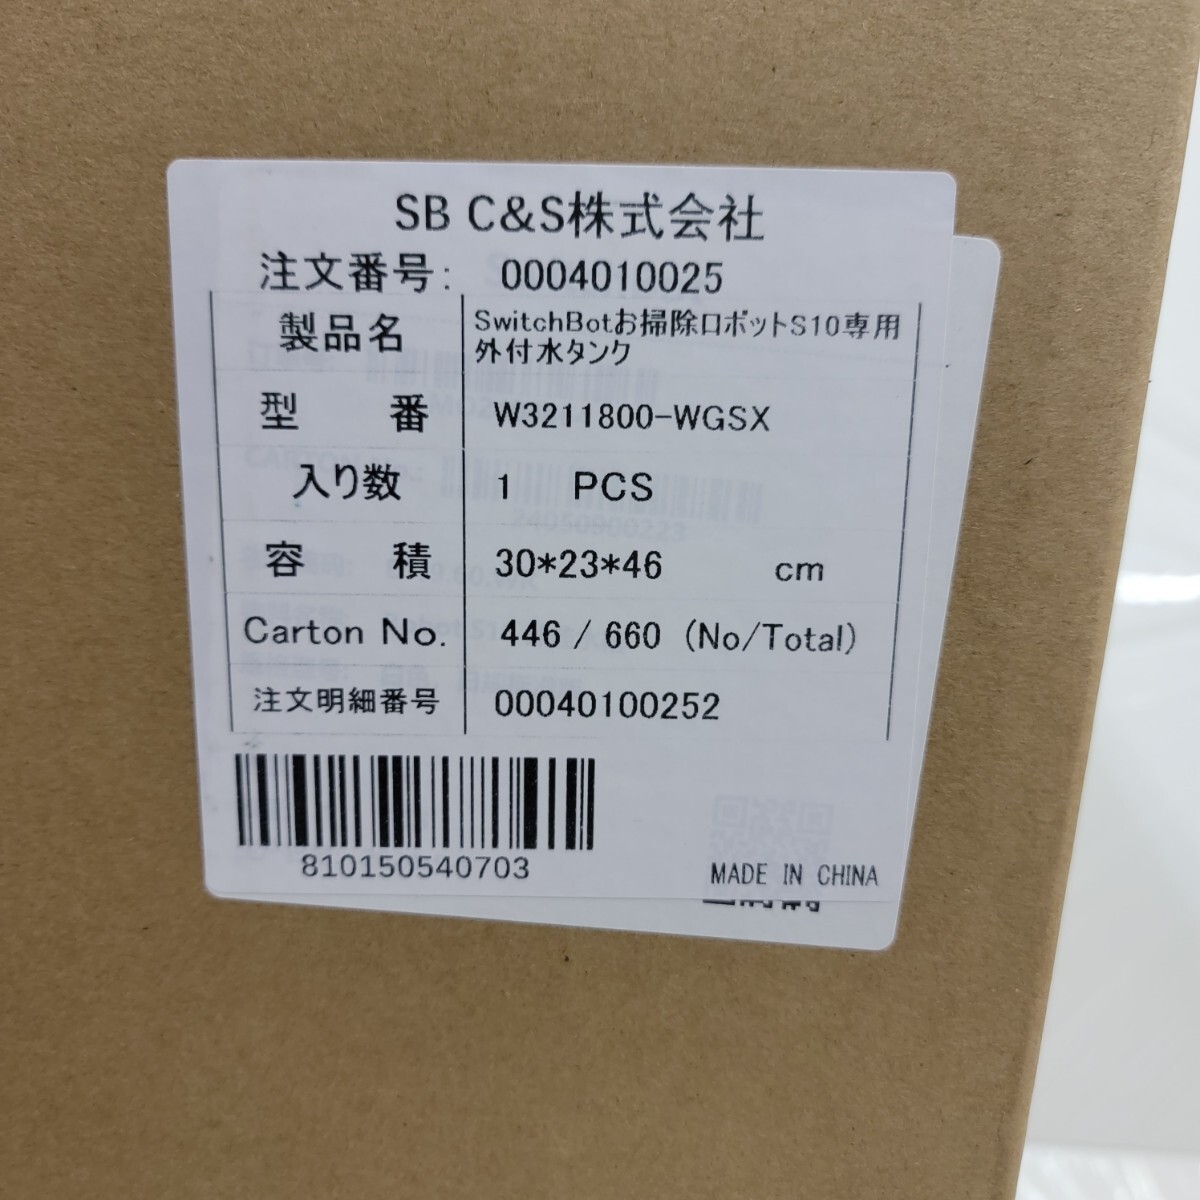 SB C&S株式会社
注文番号: 0004010025
製品名 SwitchBotお掃除ロボットS10専用
外付水タンク
型 番 W3211800-WGSX
入り数 1 PCS
容 積 30*23*46 cm
Carton No. 446 / 660 (No/Total)
注文明細番号 00040100252
810150540703
MADE IN CHINA